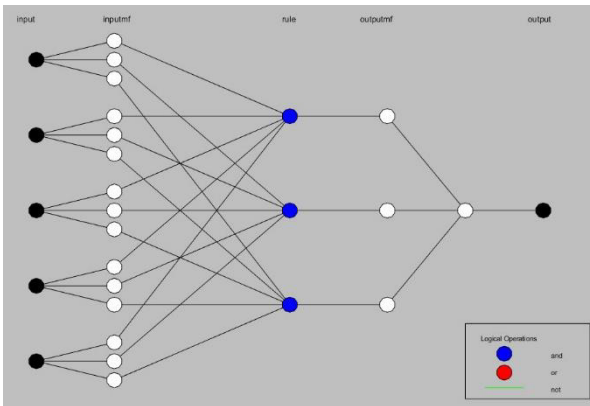 input inputmf rule outputmf output
Logical Operations
and
or
not